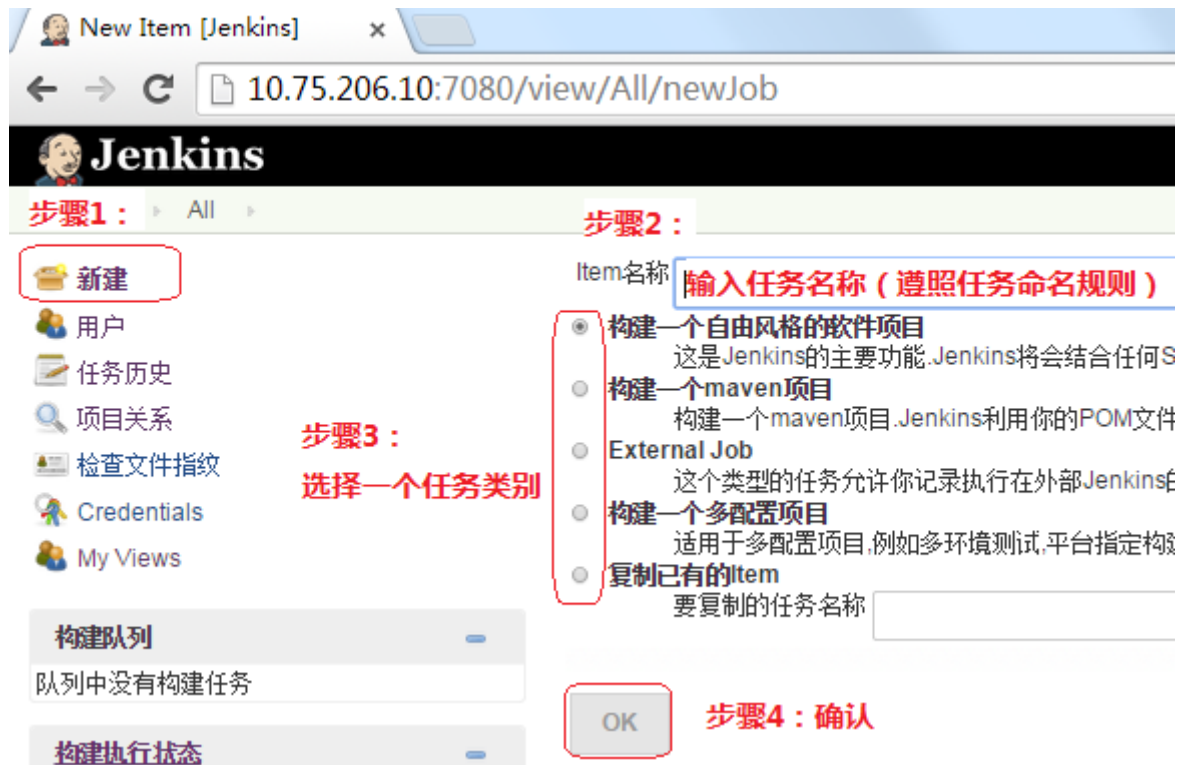 New Item [Jenkins]
10.75.206.10:7080/view/All/newJob
Jenkins
步骤1： All
新建
用户
任务历史
项目关系
检查文件指纹
Credentials
My Views
构建队列
队列中没有构建任务
构建执行状态
步骤2：
Item名称 输入任务名称（遵照任务命名规则）
步骤3：
选择一个任务类别
构建一个自由风格的软件项目
这是Jenkins的主要功能.Jenkins将会结合任何S
构建一个maven项目
构建一个maven项目.Jenkins利用你的POM文件
External Job
这个类型的任务允许你记录执行在外部Jenkins
构建一个多配置项目
适用于多配置项目,例如多环境测试,平台指定构
复制已有的Item
要复制的任务名称
OK 步骤4：确认